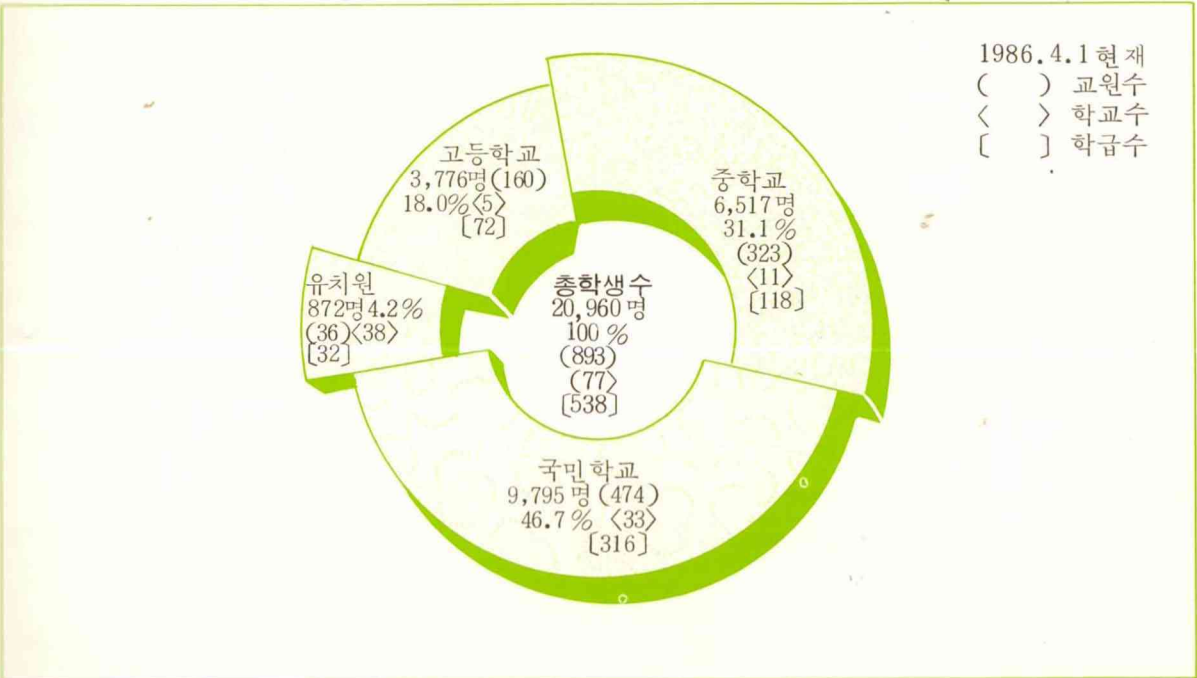 1986.4.1 현재
(    ) 교원수
〈    〉 학교수
[    ] 학급수
고등학교
3,776명(160)
18.0%〈5〉
[72]
중학교
6,517명
31.1%
(323)
〈11〉
[118]
유치원
872명4.2%
(36)〈38〉
[32]
총학생수
20,960명
100%
(893)
(77〉
[538]
국민학교
9,795명(474)
46.7% 〈33〉
[316]